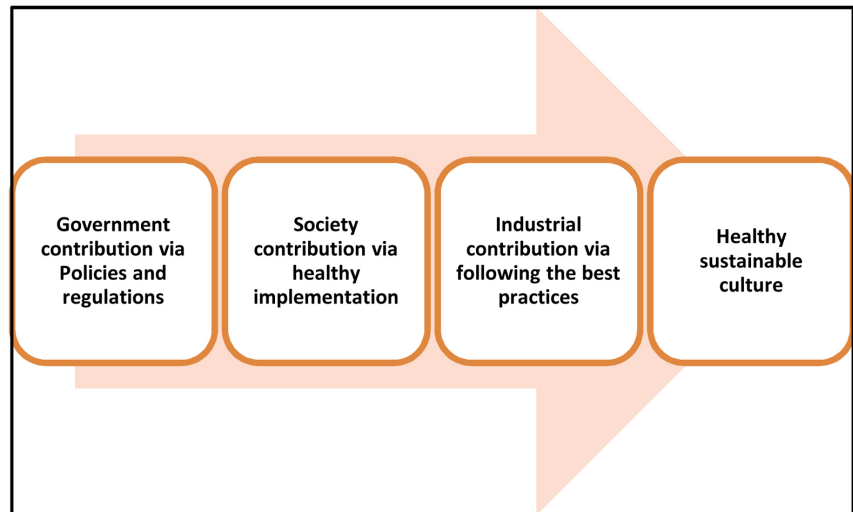 Government
contribution via
Policies and
regulations
Society
contribution via
healthy
implementation
Industrial
contribution via
following the best
practices
Healthy
sustainable
culture